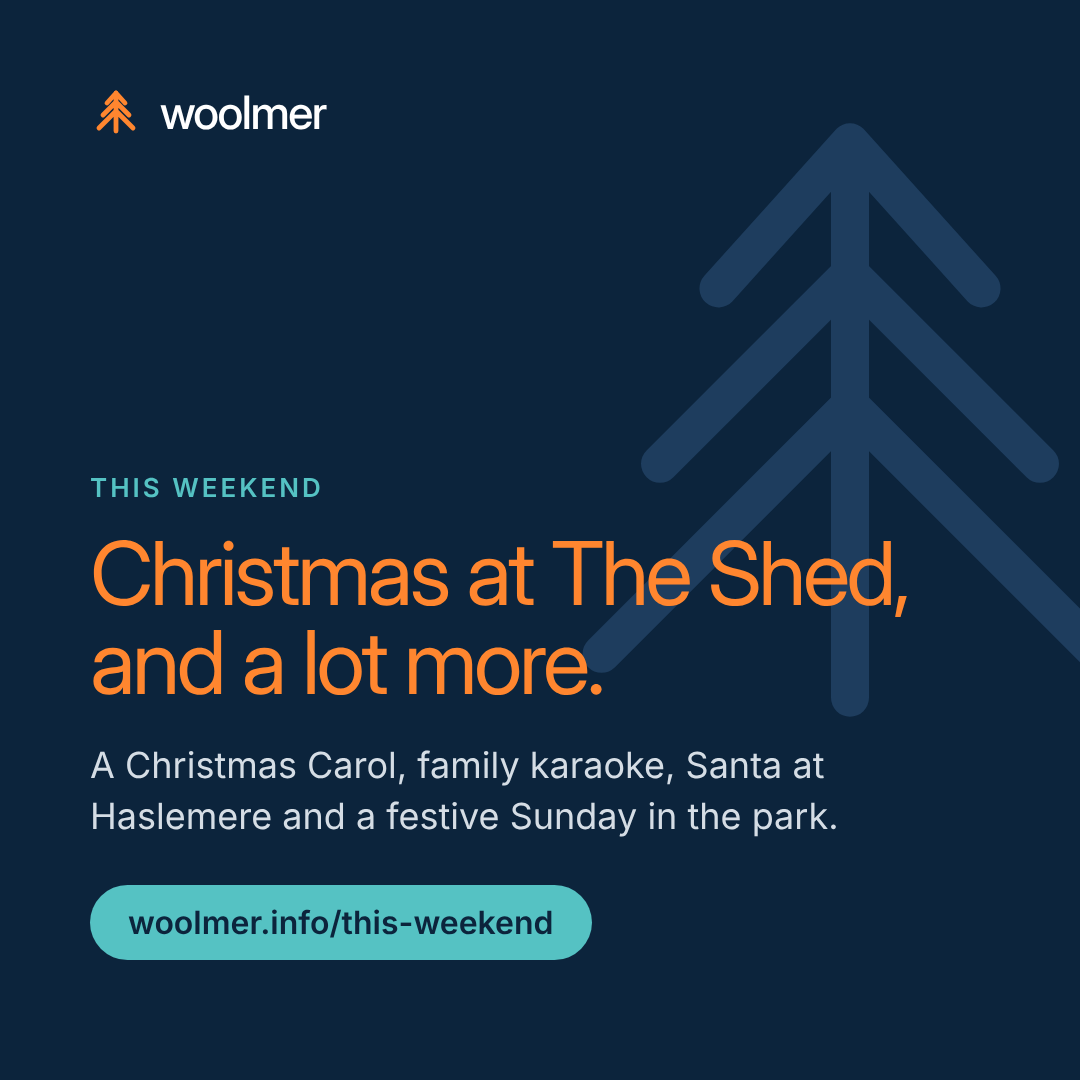 woolmer
THIS WEEKEND
Christmas at The Shed,
and a lot more.
A Christmas Carol, family karaoke, Santa at
Haslemere and a festive Sunday in the park.
woolmer.info/this-weekend